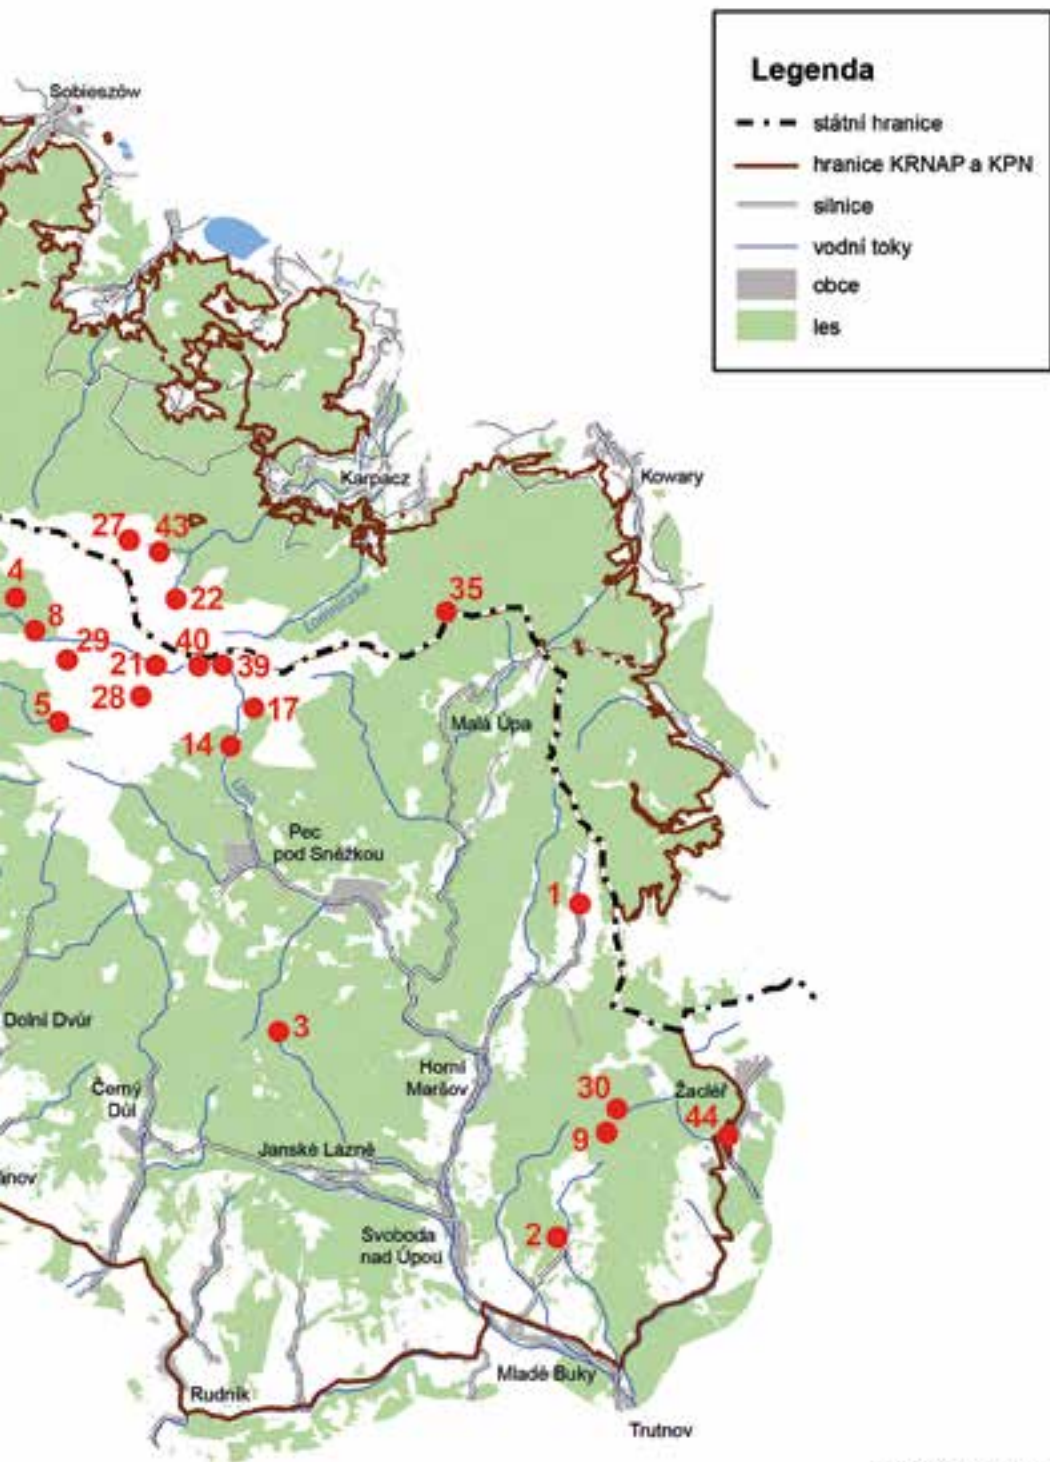 Sobieszów
Legenda
státní hranice
hranice KRNAP a KPN
silnice
vodní toky
obce
les
Karpacz
Kowary
27
43
4
22
35
8
Łomniczka
29
21
40
39
28
5
17
14
Malá Úpa
Pec
pod Sněžkou
1
Dolní Dvůr
3
Horní
Maršov
Černý
Důl
30
Žacléř
44
9
Janské Lázně
ánov
Svoboda
nad Úpou
2
Mladé Buky
Rudník
Trutnov